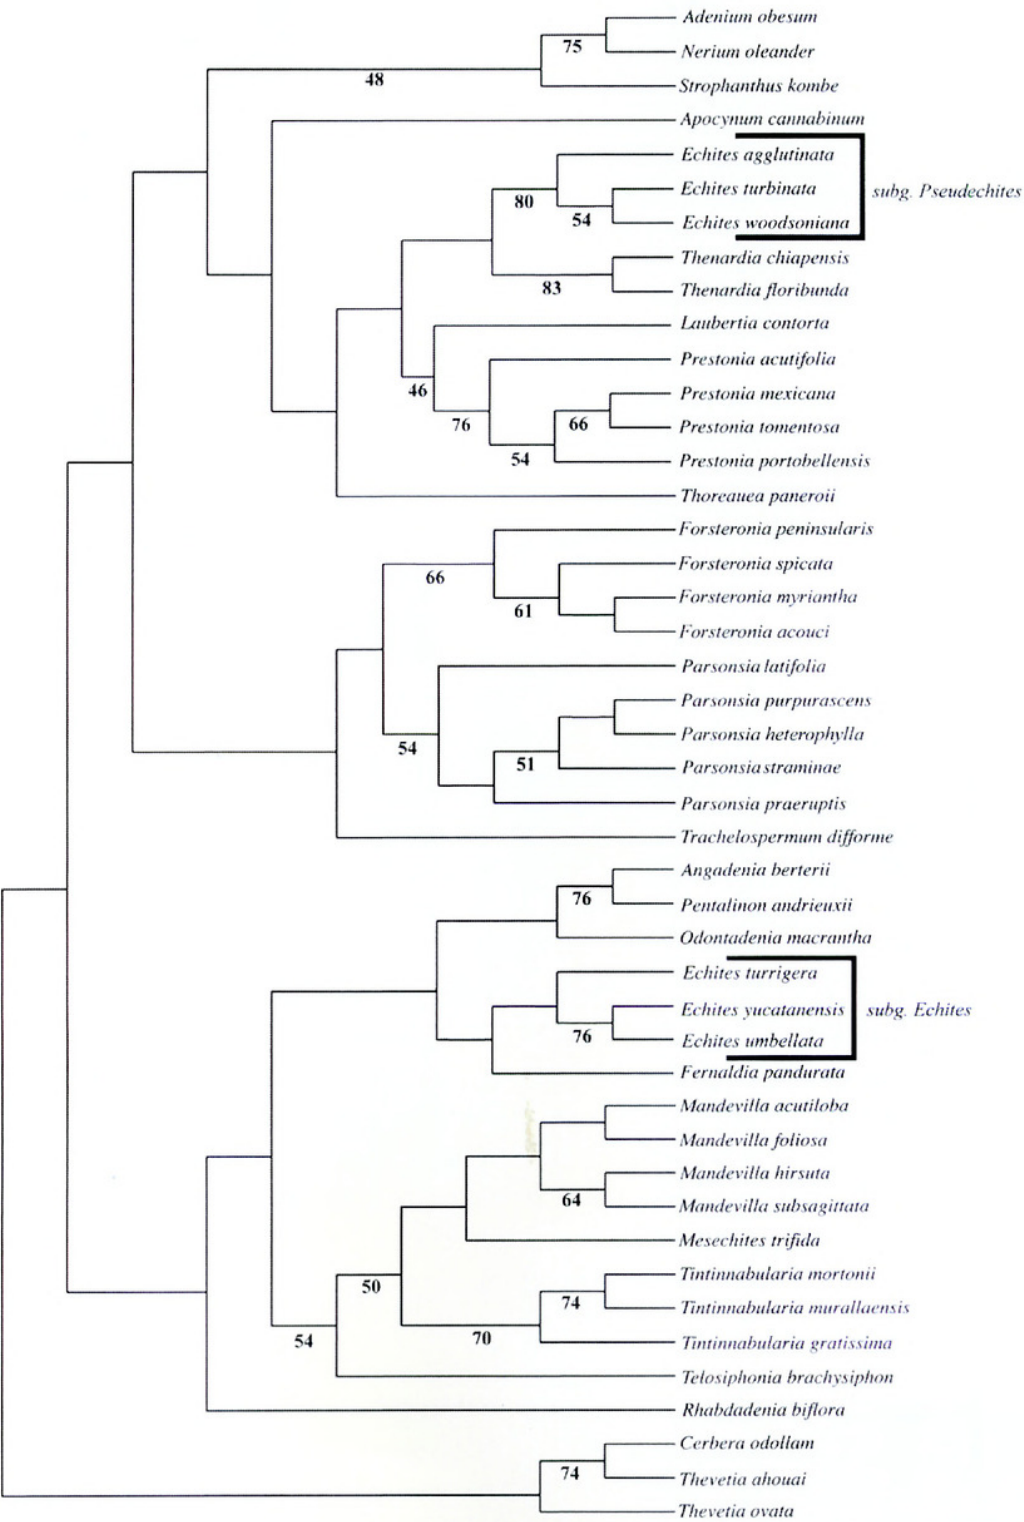 Adenium obesum
75
Nerium oleander
48
Strophanthus kombe
Apocynum cannabinum
Echites agglutinata
80
Echites turbinata
subg. Pseudechites
54
Echites woodsoniana
Thenardia chiapensis
83
Thenardia floribunda
Laubertia contorta
Prestonia acutifolia
46
Prestonia mexicana
76
66
Prestonia tomentosa
54
Prestonia portobellensis
Thoreauea paneroii
Forsteronia peninsularis
66
Forsteronia spicata
61
Forsteronia myriantha
Forsteronia acouci
Parsonsia latifolia
Parsonsia purpurascens
54
Parsonsia heterophylla
51
Parsonsia straminae
Parsonsia praeruptis
Trachelospermum difforme
Angadenia berterii
76
Pentalinon andrieuxii
Odontadenia macrantha
Echites turrigera
Echites yucatanensis
subg. Echites
76
Echites umbellata
Fernaldia pandurata
Mandevilla acutiloba
Mandevilla foliosa
Mandevilla hirsuta
64
Mandevilla subsagittata
Mesechites trifida
50
Tintinnabularia mortonii
74
Tintinnabularia murallaensis
54
70
Tintinnabularia gratissima
Telosiphonia brachysiphon
Rhabdadenia biflora
Cerbera odollam
74
Thevetia ahouai
Thevetia ovata